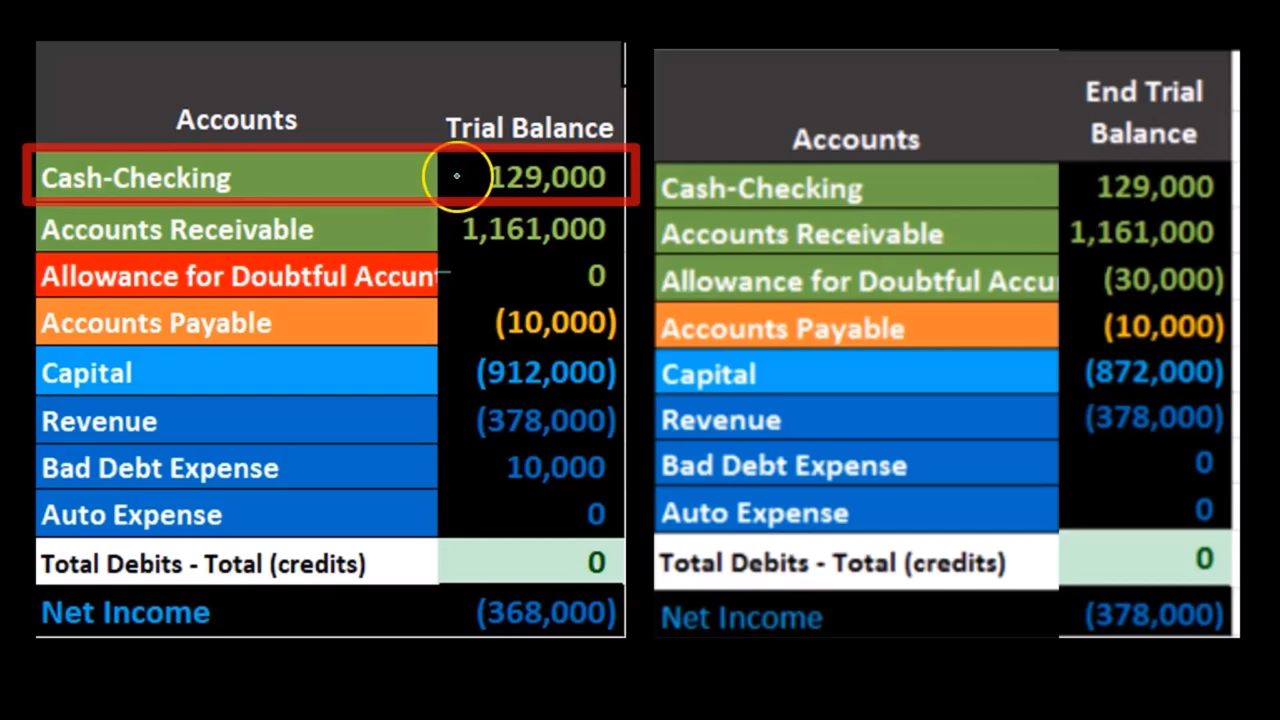 Accounts Trial Balance
Cash-Checking 129,000
Accounts Receivable 1,161,000
Allowance for Doubtful Accun 0
Accounts Payable (10,000)
Capital (912,000)
Revenue (378,000)
Bad Debt Expense 10,000
Auto Expense 0
Total Debits - Total (credits) 0
Net Income (368,000)
End Trial
Accounts Balance
Cash-Checking 129,000
Accounts Receivable 1,161,000
Allowance for Doubtful Accu (30,000)
Accounts Payable (10,000)
Capital (872,000)
Revenue (378,000)
Bad Debt Expense 0
Auto Expense 0
Total Debits - Total (credits) 0
Net Income (378,000)